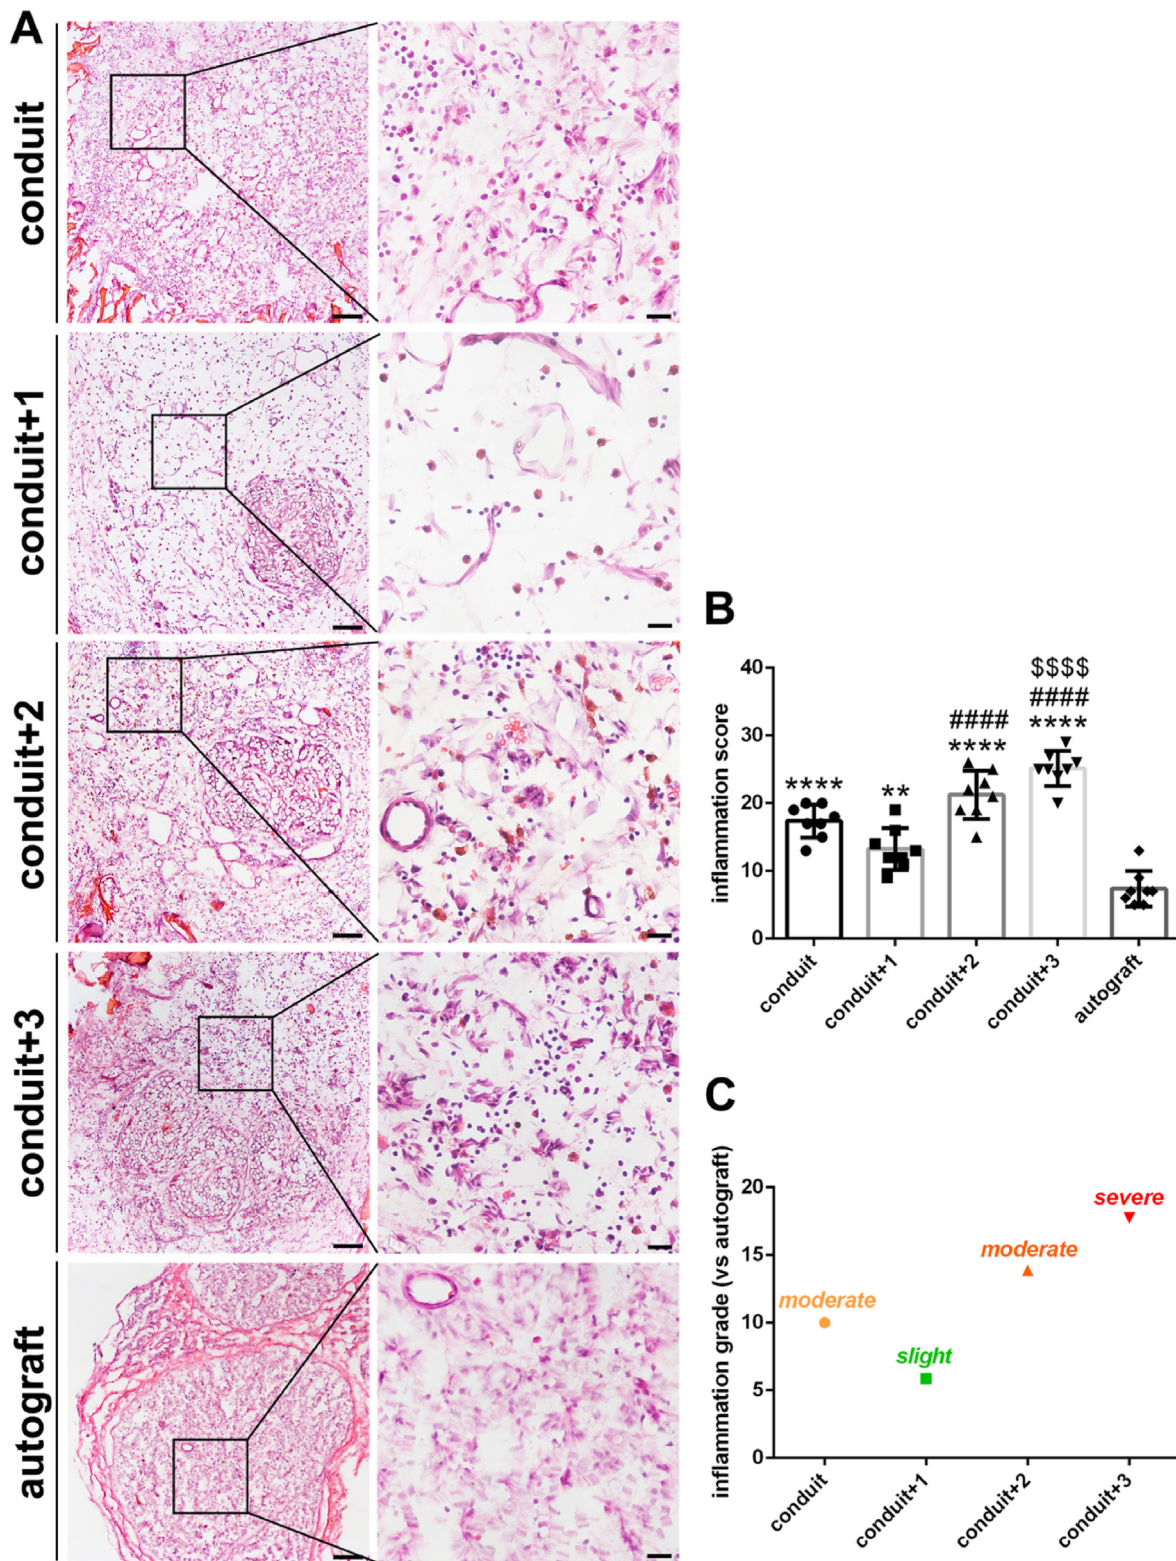 A
conduit
conduit+1
conduit+2
conduit+3
autograft
B
inflammation score
40
30
20
10
0
****
**
####
****
$$$$
####
****
conduit
conduit+1
conduit+2
conduit+3
autograft
C
inflammation grade (vs autograft)
20
15
10
5
0
moderate
slight
moderate
severe
conduit
conduit+1
conduit+2
conduit+3